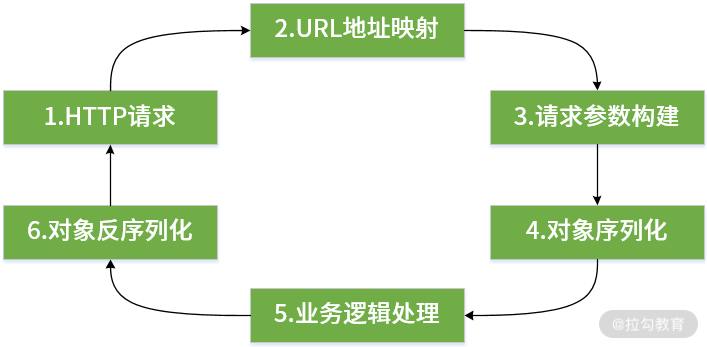 2.URL地址映射
1.HTTP请求
3.请求参数构建
6.对象反序列化
4.对象序列化
5.业务逻辑处理
@拉勾教育